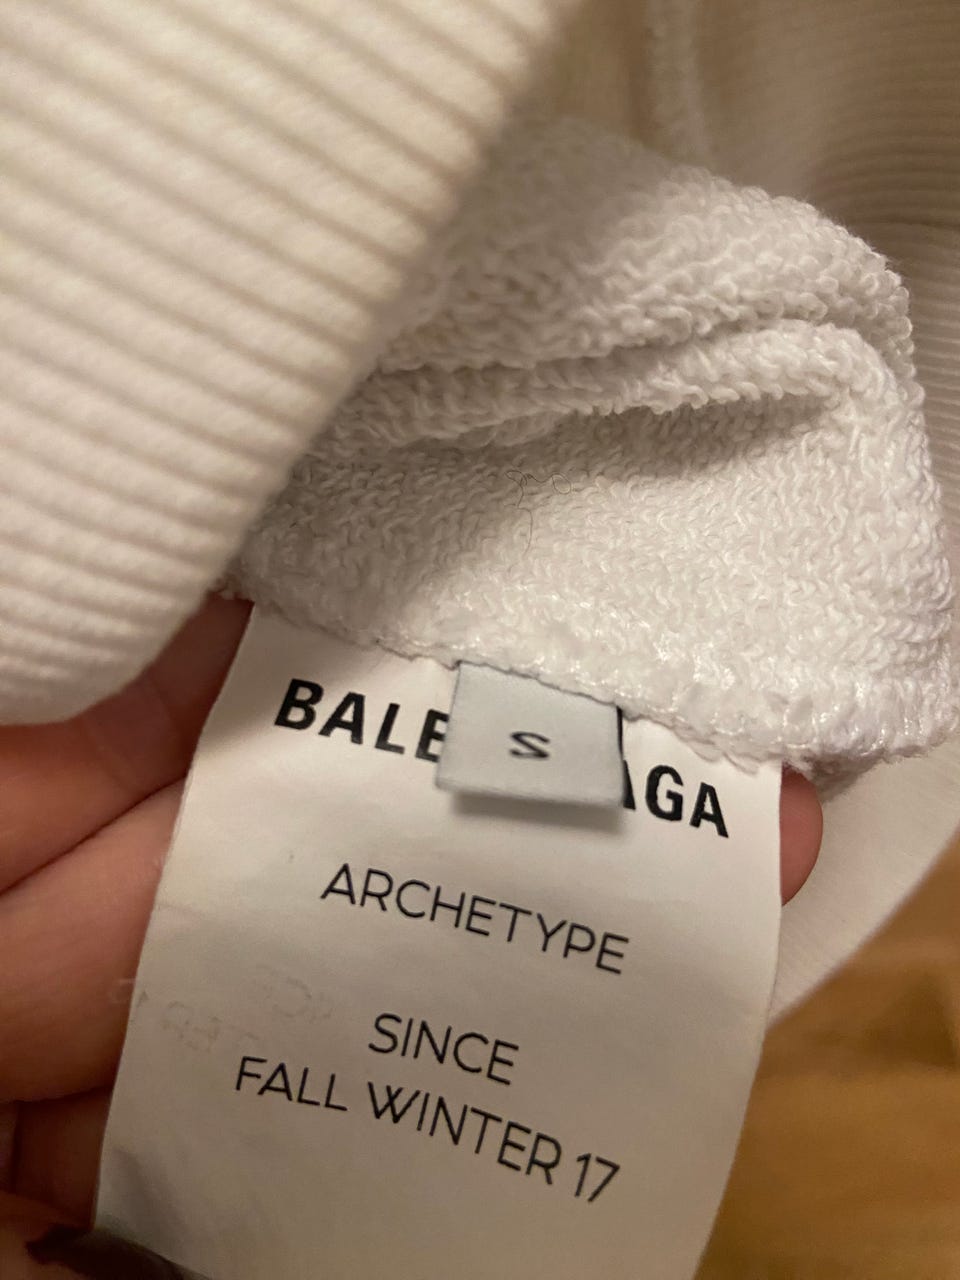 BALE AGA
S
ARCHETYPE
SINCE
FALL WINTER 17